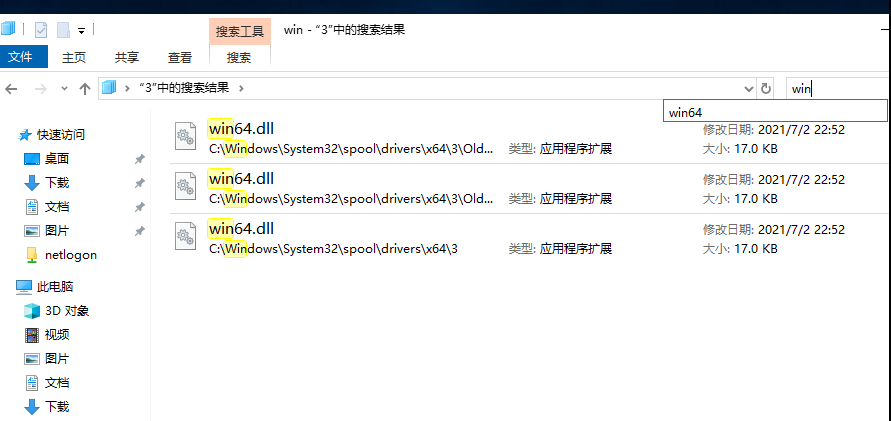 搜索工具
win - “3”中的搜索结果
文件
主页
共享
查看
搜索
“3”中的搜索结果
win
win64
快速访问
桌面
下载
文档
图片
netlogon
此电脑
3D 对象
视频
图片
文档
下载
win64.dll
修改日期: 2021/7/2 22:52
C:\Windows\System32\spool\drivers\x64\3\Old...
类型: 应用程序扩展
大小: 17.0 KB
win64.dll
修改日期: 2021/7/2 22:52
C:\Windows\System32\spool\drivers\x64\3\Old...
类型: 应用程序扩展
大小: 17.0 KB
win64.dll
修改日期: 2021/7/2 22:52
C:\Windows\System32\spool\drivers\x64\3
类型: 应用程序扩展
大小: 17.0 KB